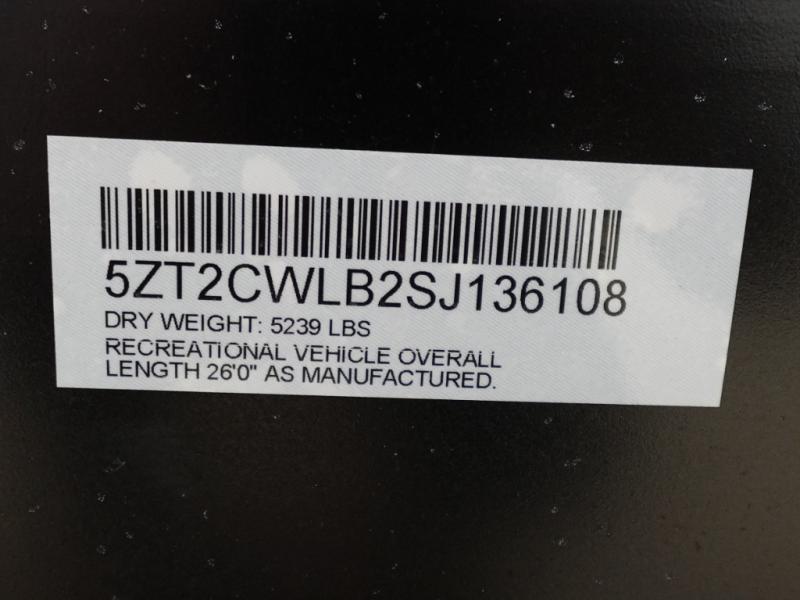 5ZT2CWLB2SJ136108
DRY WEIGHT: 5239 LBS
RECREATIONAL VEHICLE OVERALL
LENGTH 26'0" AS MANUFACTURED.